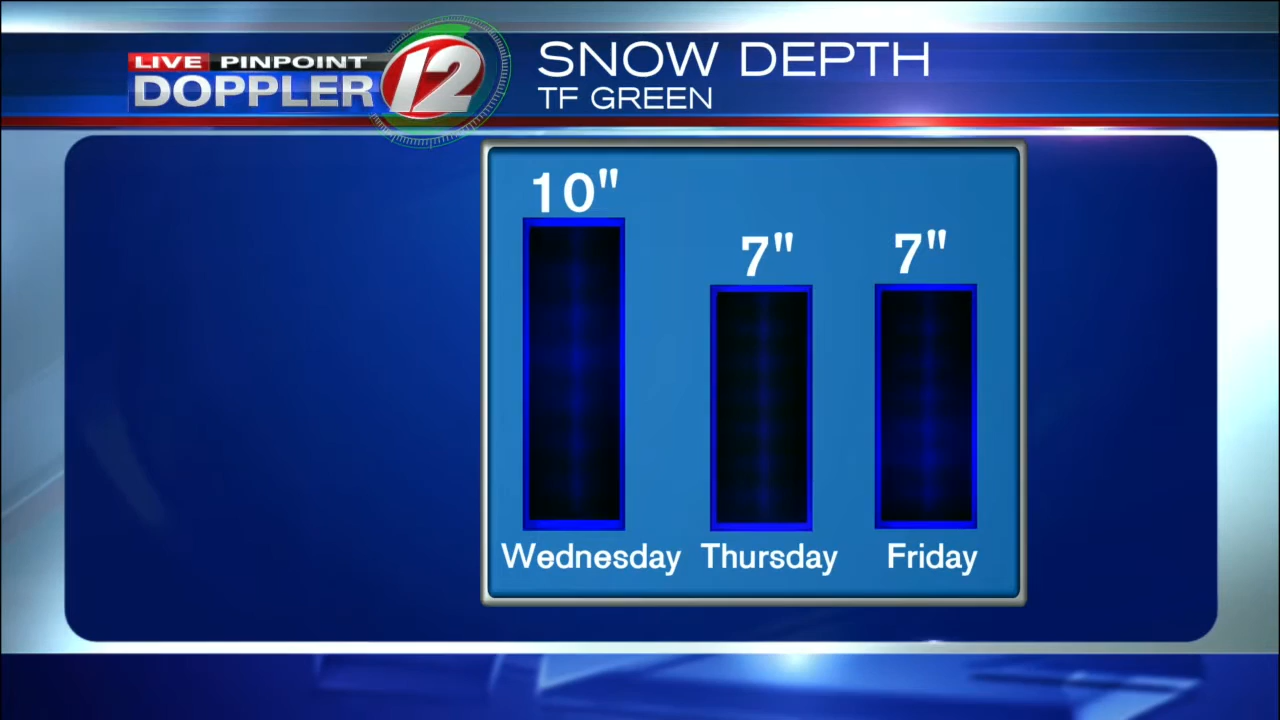 LIVE PINPOINT
DOPPLER 12
SNOW DEPTH
TF GREEN
10" 7" 7"
Wednesday Thursday Friday